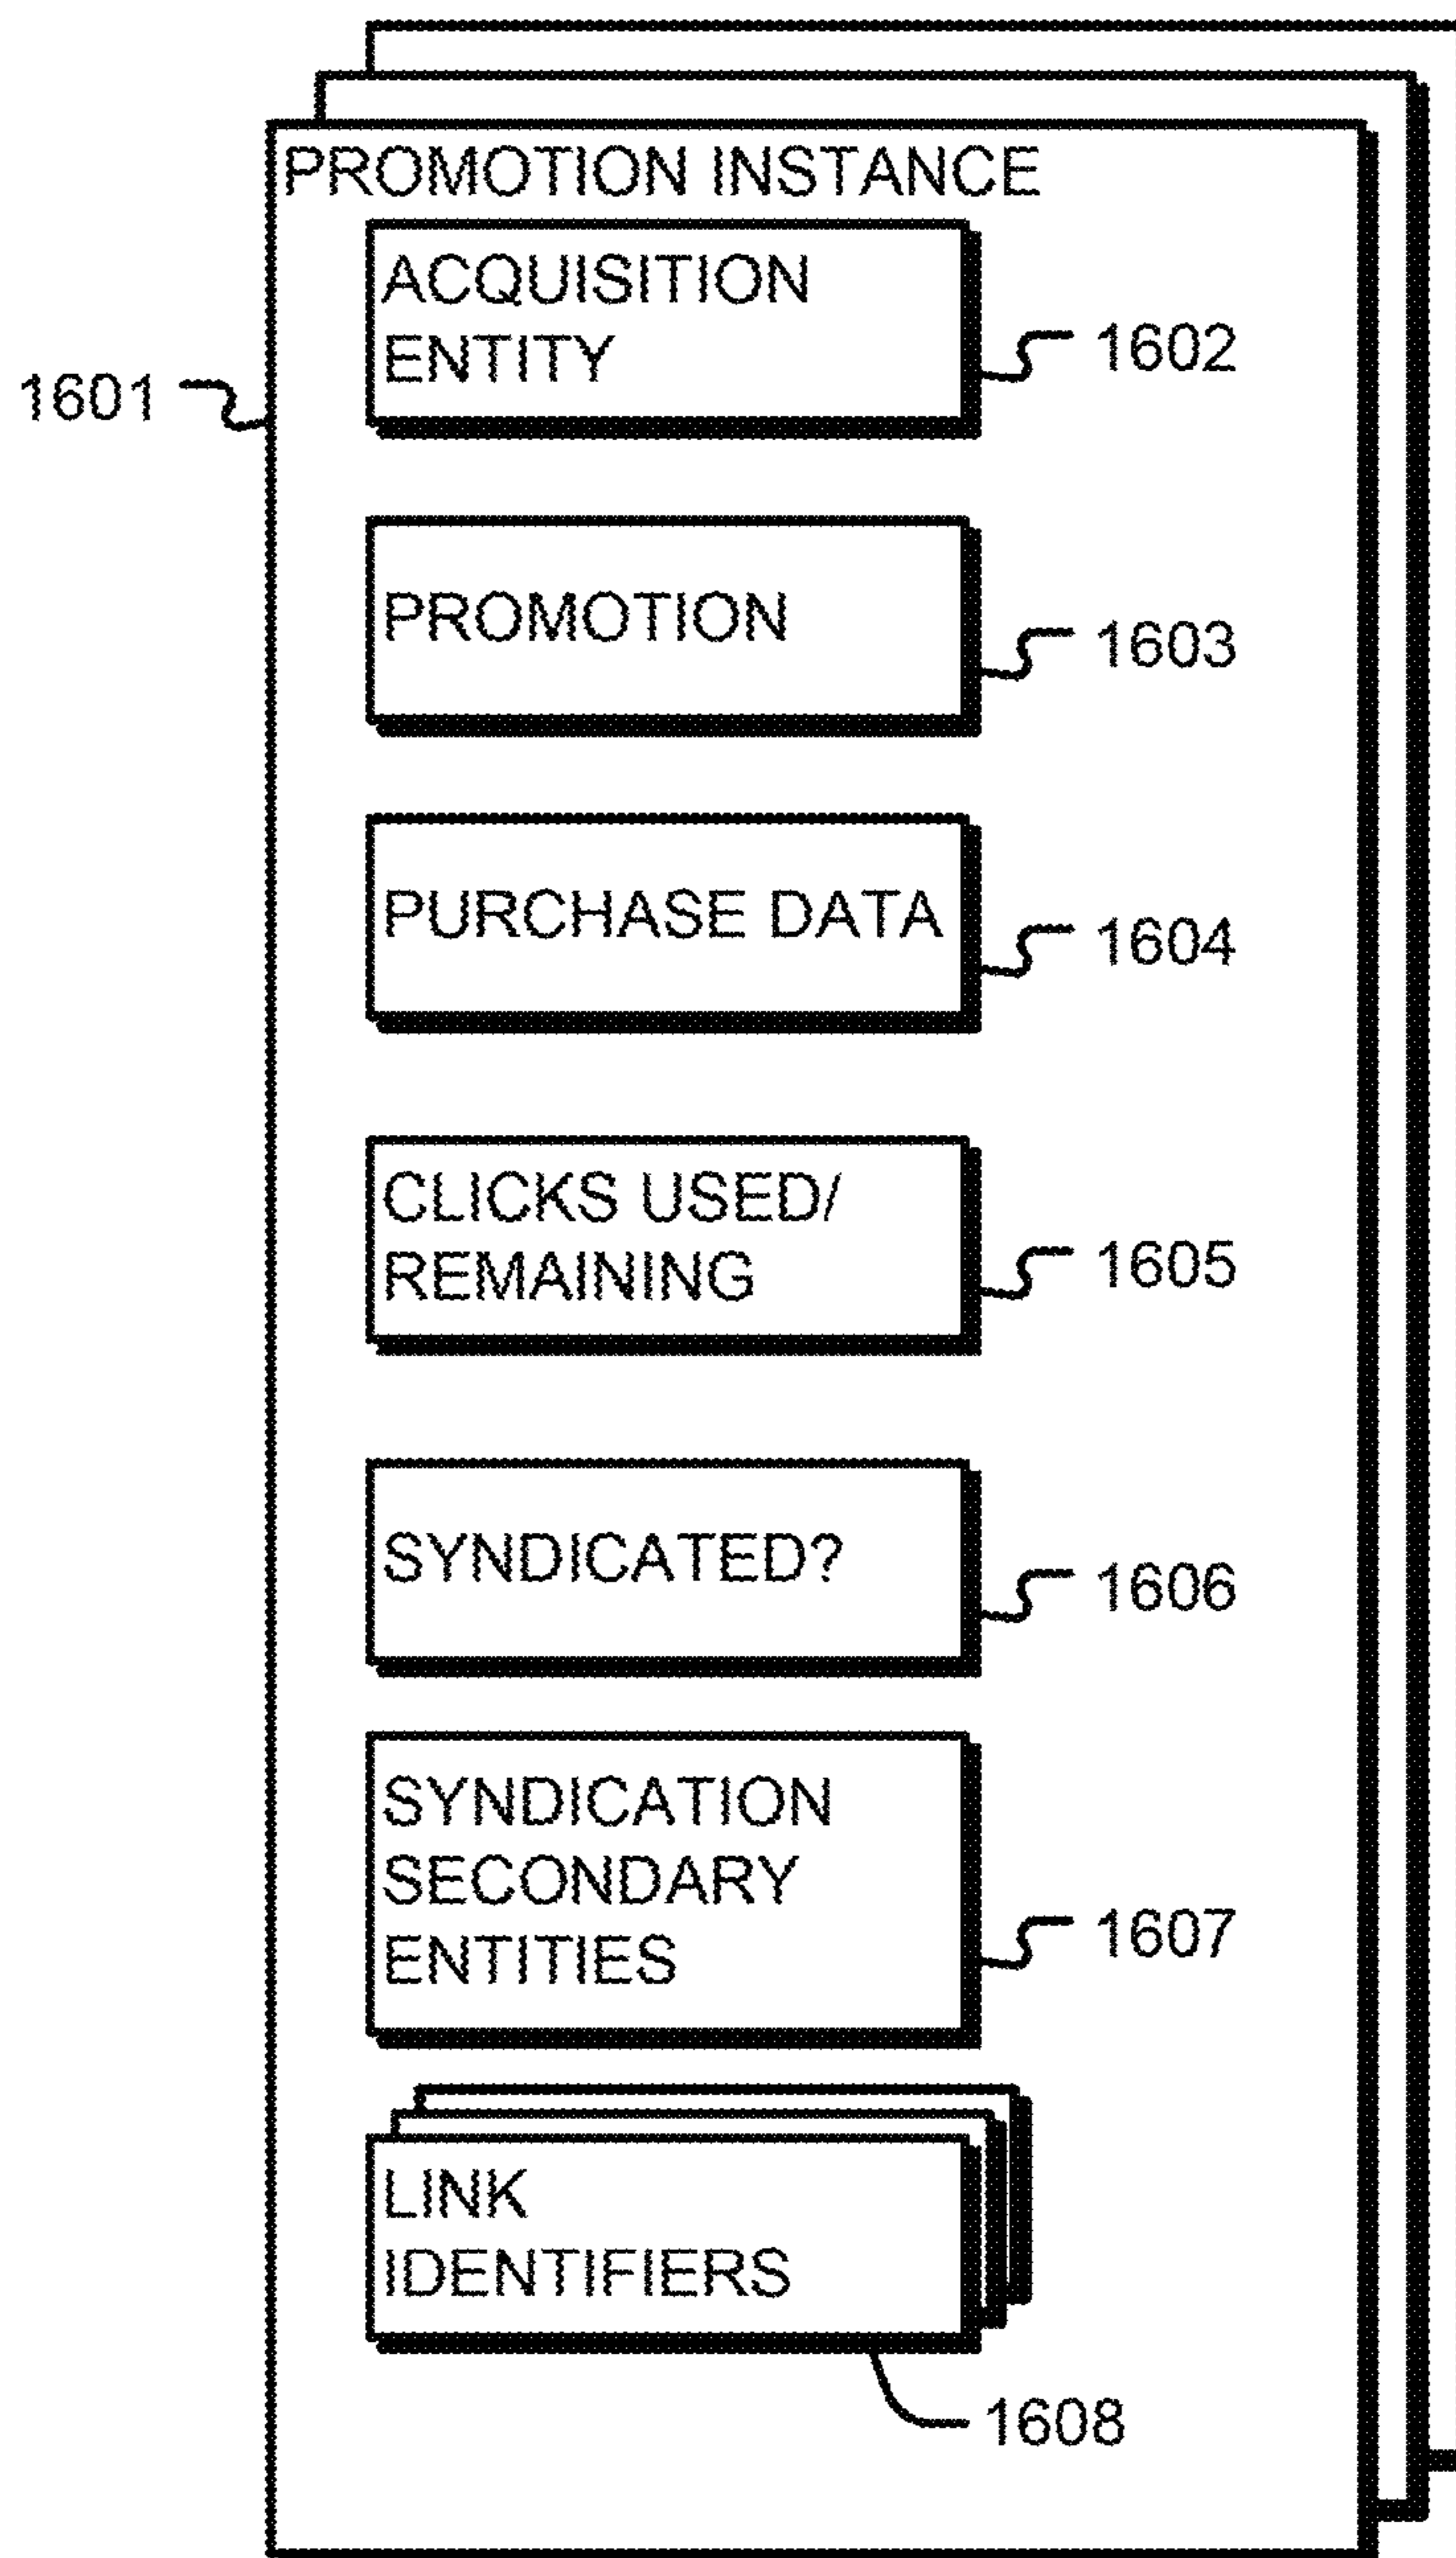 PROMOTION INSTANCE
ACQUISITION
ENTITY
1602
1601
PROMOTION
1603
PURCHASE DATA
1604
CLICKS USED/
REMAINING
1605
SYNDICATED?
1606
SYNDICATION
SECONDARY
ENTITIES
1607
LINK
IDENTIFIERS
1608